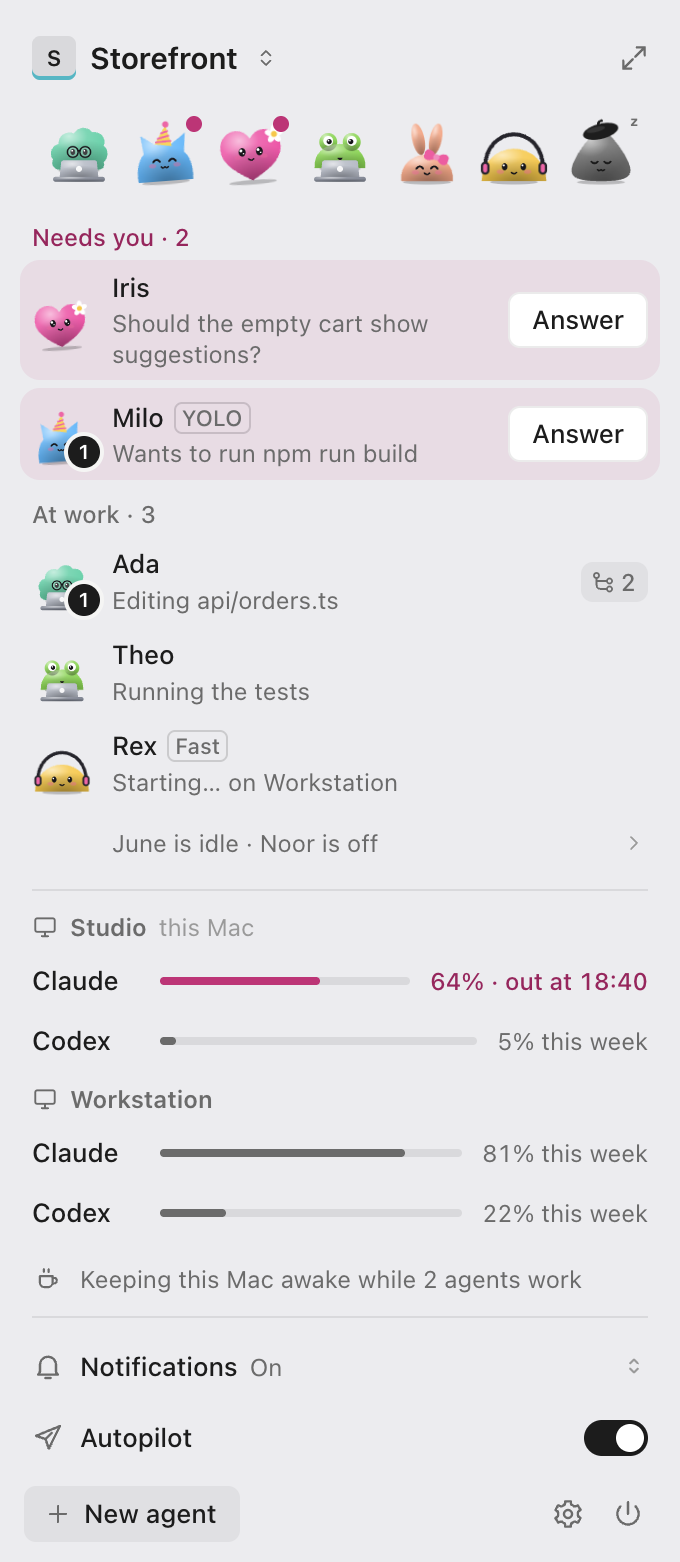 S Storefront
z
Needs you · 2
Iris
Should the empty cart show
suggestions?
Answer
Milo YOLO
1
Wants to run npm run build
Answer
At work · 3
Ada
1
Editing api/orders.ts
2
Theo
Running the tests
Rex Fast
Starting... on Workstation
June is idle · Noor is off
Studio this Mac
Claude 64% · out at 18:40
Codex 5% this week
Workstation
Claude 81% this week
Codex 22% this week
Keeping this Mac awake while 2 agents work
Notifications On
Autopilot
New agent